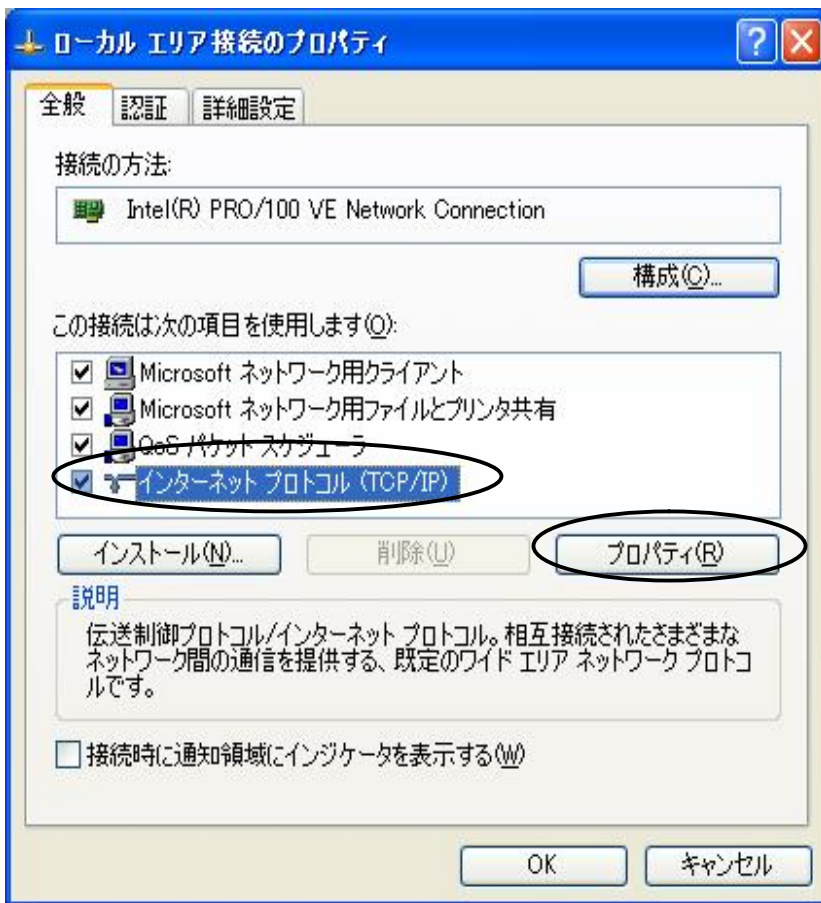 ローカル エリア接続のプロパティ
全般 認証 詳細設定
接続の方法:
Intel(R) PRO/100 VE Network Connection
構成(C)...
この接続は次の項目を使用します(O):
Microsoft ネットワーク用クライアント
Microsoft ネットワーク用ファイルとプリンタ共有
QoS パケット スケジューラ
インターネット プロトコル (TCP/IP)
インストール(N)... 削除(U) プロパティ(R)
説明
伝送制御プロトコル/インターネット プロトコル。相互接続されたさまざまな
ネットワーク間の通信を提供する、既定のワイド エリア ネットワーク プロトコ
ルです。
接続時に通知領域にインジケータを表示する(W)
OK キャンセル